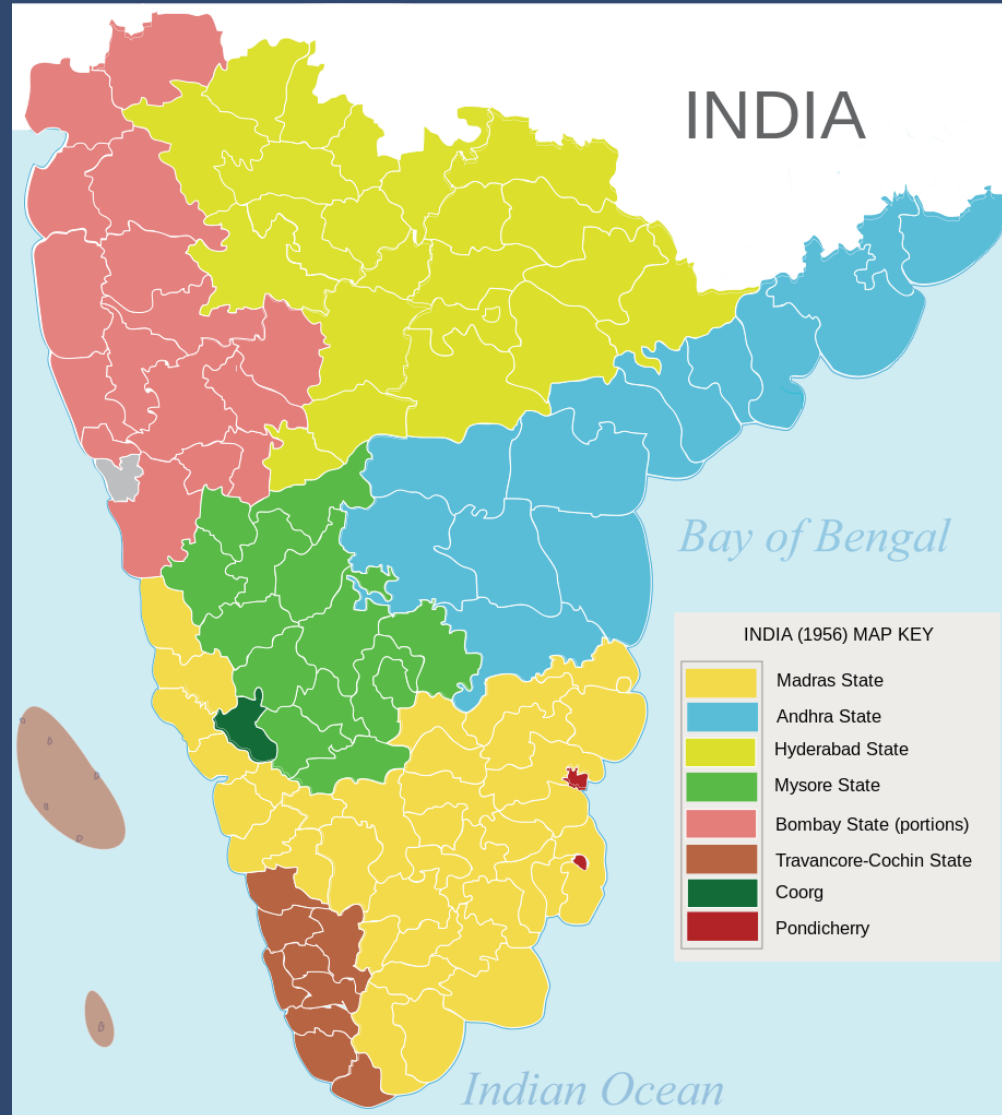 INDIA
Bay of Bengal
INDIA (1956) MAP KEY
Madras State
Andhra State
Hyderabad State
Mysore State
Bombay State (portions)
Travancore-Cochin State
Coorg
Pondicherry
Indian Ocean